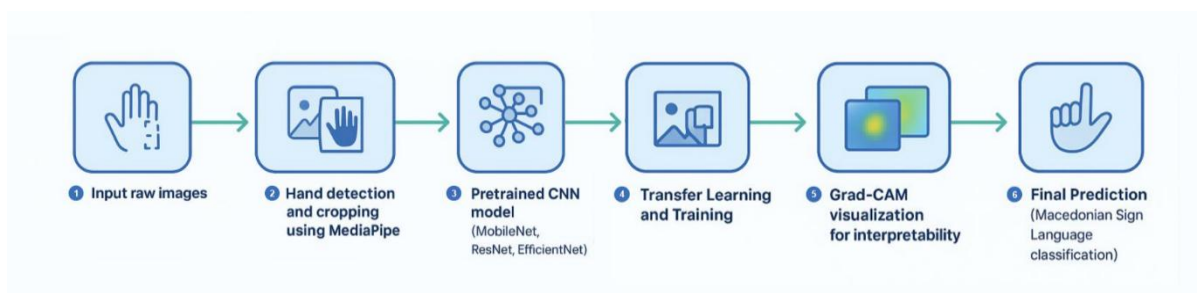 1 Input raw images
2 Hand detection
and cropping
using MediaPipe
3 Pretrained CNN
model
(MobileNet,
ResNet, EfficientNet)
4 Transfer Learning
and Training
5 Grad-CAM
visualization
for interpretability
6 Final Prediction
(Macedonian Sign
Language
classification)